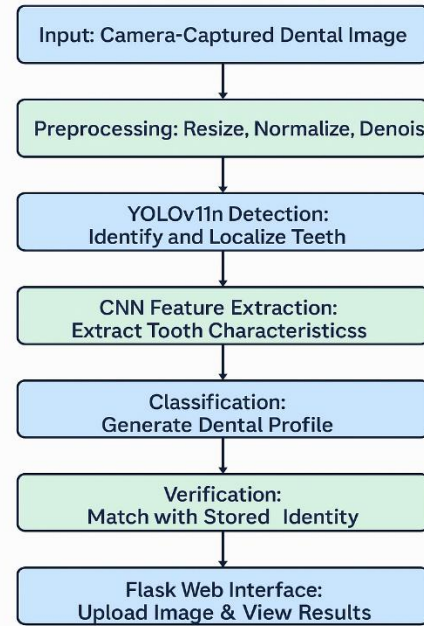 Input: Camera-Captured Dental Image
Preprocessing: Resize, Normalize, Denois
YOLOv11n Detection:
Identify and Localize Teeth
CNN Feature Extraction:
Extract Tooth Characteristicss
Classification:
Generate Dental Profile
Verification:
Match with Stored Identity
Flask Web Interface:
Upload Image & View Results